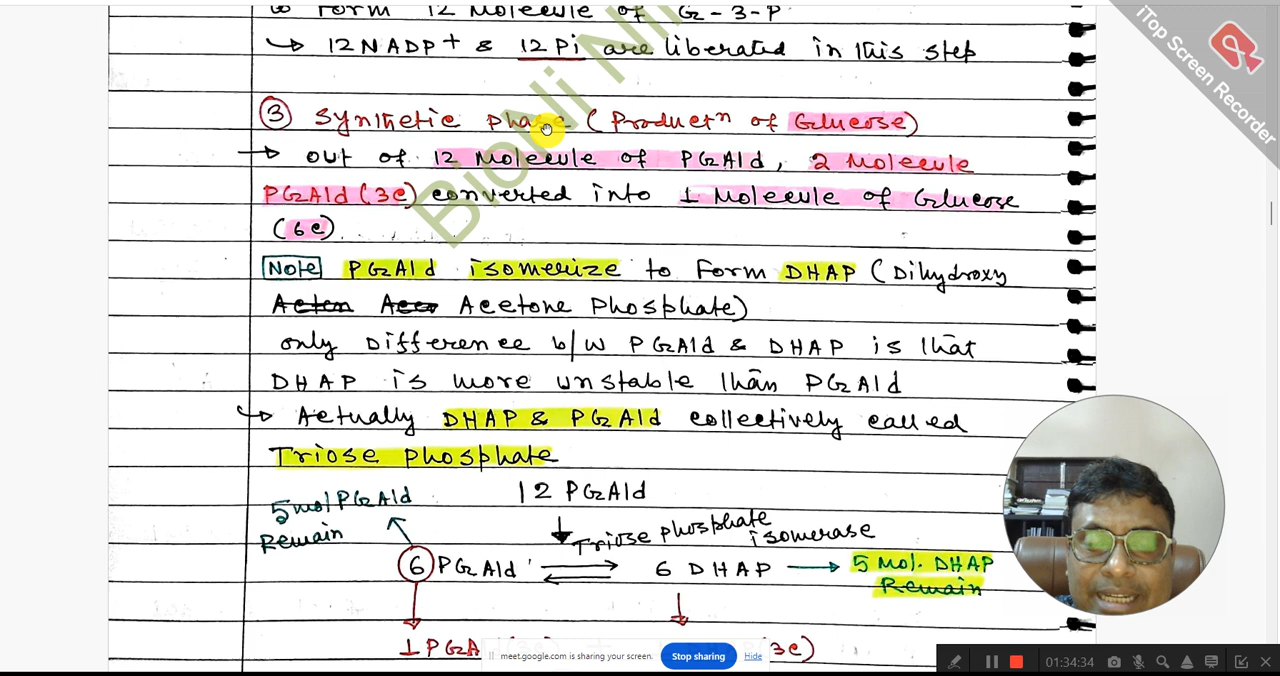 to Form 12 Molecule of G-3-P
↳ 12 NADP+ & 12 Pi are liberated in this step
③ Synthetic Phase (Productⁿ of Glucose)
→ out of 12 Molecule of PGAld, 2 Molecule
PGAld (3c) converted into 1 Molecule of Glucose
(6c)
Note PGAld isomerize to Form DHAP (Dihydroxy
Acetone Phosphate)
only Difference b/w PGAld & DHAP is that
DHAP is more unstable than PGAld
↳ Actually DHAP & PGAld collectively called
Triose phosphate
5 mol PGAld
Remain
12 PGAld
Triose phosphate
isomerase
6 PGAld ⇌ 6 DHAP → 5 Mol. DHAP
Remain
1 PGA
(3c)
BioNi Ni
iTop Screen Recorder
meet.google.com is sharing your screen.
Stop sharing
Hide
01:34:34